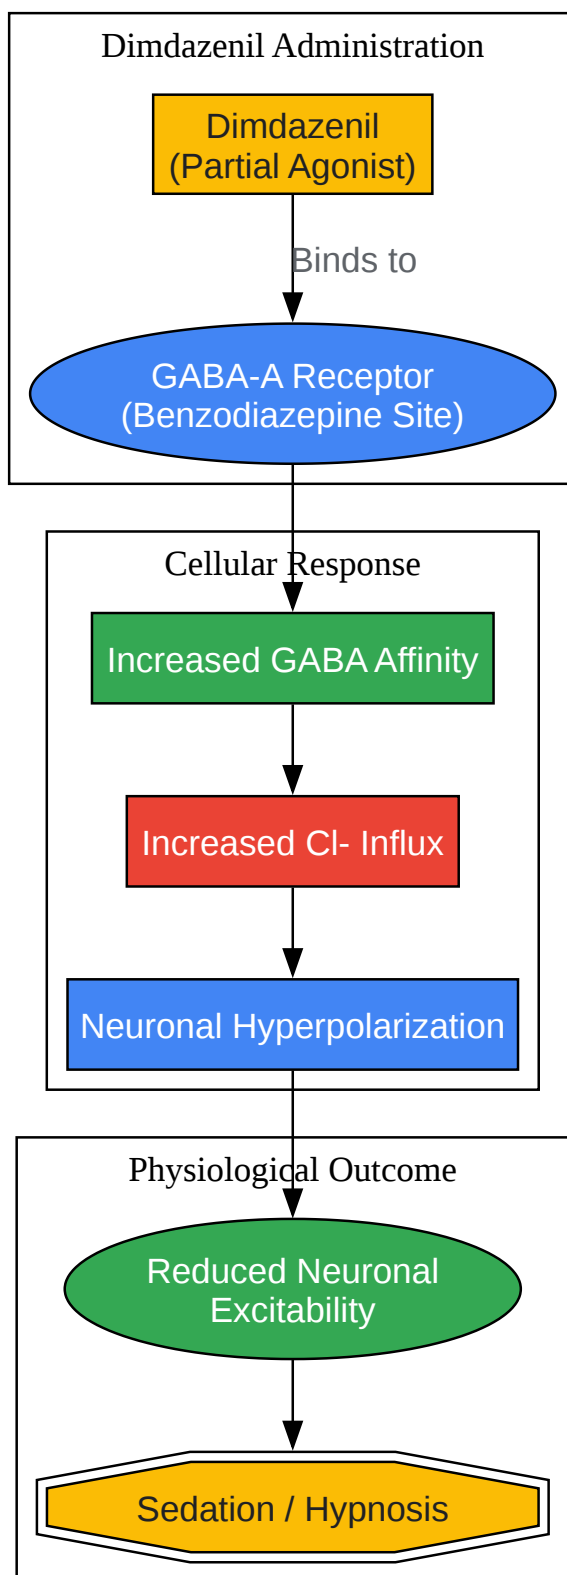 Dimdazenil Administration
Dimdazenil
(Partial Agonist)
Binds to
GABA-A Receptor
(Benzodiazepine Site)
Cellular Response
Increased GABA Affinity
Increased Cl- Influx
Neuronal Hyperpolarization
Physiological Outcome
Reduced Neuronal
Excitability
Sedation / Hypnosis